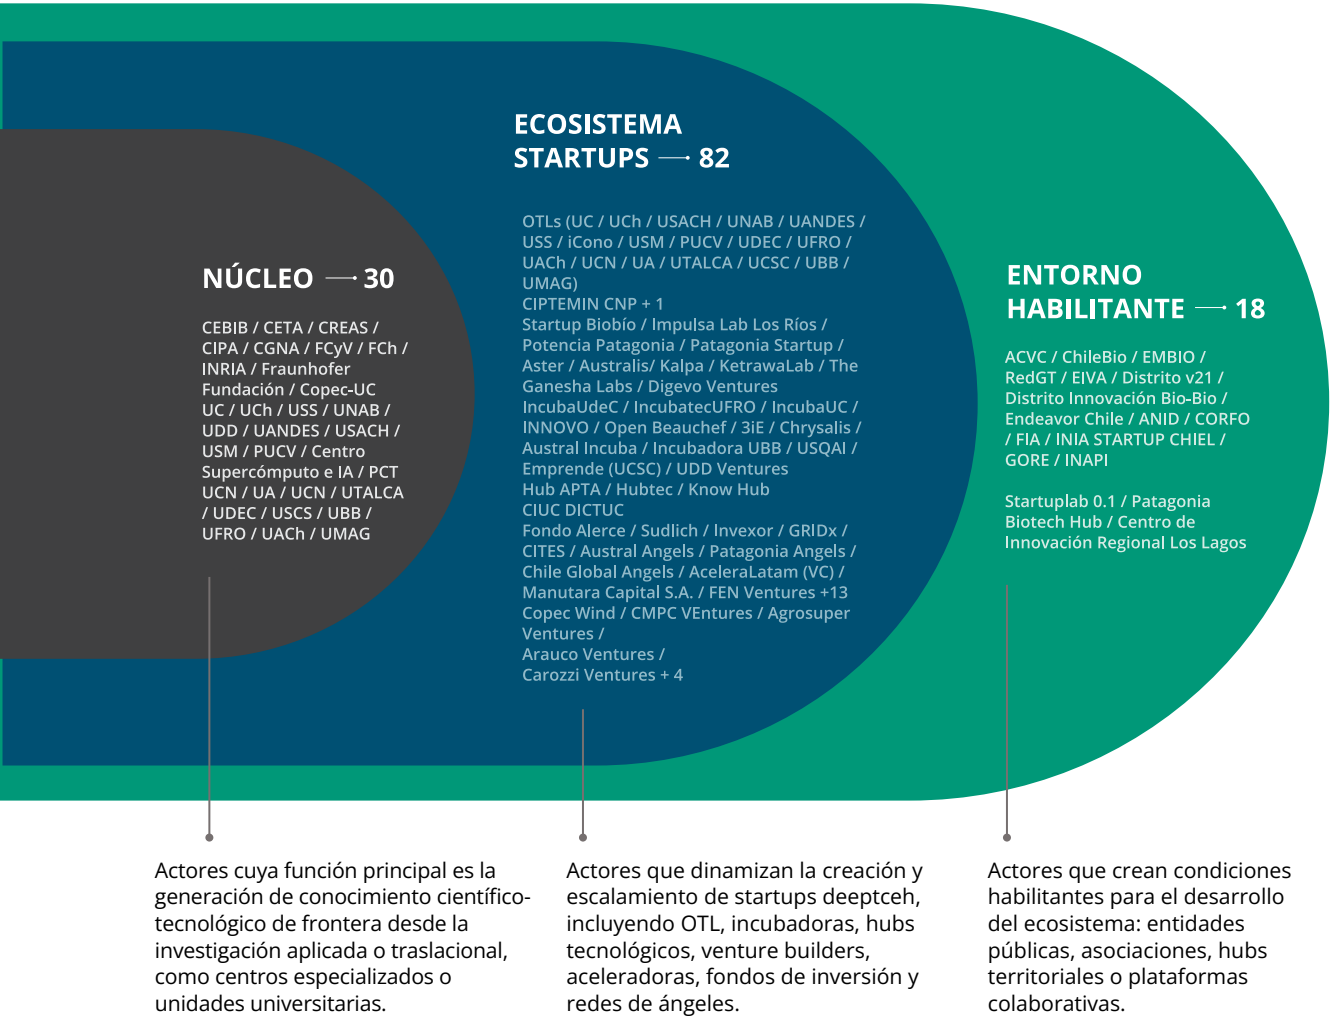 NÚCLEO 30
CEBIB / CETA / CREAS /
CIPA / CGNA / FCyV / FCh /
INRIA / Fraunhofer
Fundación / Copec-UC
UC / UCh / USS / UNAB /
UDD / UANDES / USACH /
USM / PUCV / Centro
Supercómputo e IA / PCT
UCN / UA / UCN / UTALCA
/ UDEC / USCS / UBB /
UFRO / UACh / UMAG
ECOSISTEMA
STARTUPS 82
OTLs (UC / UCh / USACH / UNAB / UANDES /
USS / iCono / USM / PUCV / UDEC / UFRO /
UACh / UCN / UA / UTALCA / UCSC / UBB /
UMAG)
CIPTEMIN CNP + 1
Startup Biobío / Impulsa Lab Los Ríos /
Potencia Patagonia / Patagonia Startup /
Aster / Australis/ Kalpa / KetrawaLab / The
Ganesha Labs / Digevo Ventures
IncubaUdeC / IncubatecUFRO / IncubaUC /
INNOVO / Open Beauchef / 3iE / Chrysalis /
Austral Incuba / Incubadora UBB / USQAI /
Emprende (UCSC) / UDD Ventures
Hub APTA / Hubtec / Know Hub
CIUC DICTUC
Fondo Alerce / Sudlich / Invexor / GRIDx /
CITES / Austral Angels / Patagonia Angels /
Chile Global Angels / AceleraLatam (VC) /
Manutara Capital S.A. / FEN Ventures +13
Copec Wind / CMPC VEntures / Agrosuper
Ventures /
Arauco Ventures /
Carozzi Ventures + 4
ENTORNO
HABILITANTE 18
ACVC / ChileBio / EMBIO /
RedGT / EIVA / Distrito v21 /
Distrito Innovación Bio-Bio /
Endeavor Chile / ANID / CORFO
/ FIA / INIA STARTUP CHIEL /
GORE / INAPI
Startuplab 0.1 / Patagonia
Biotech Hub / Centro de
Innovación Regional Los Lagos
Actores cuya función principal es la
generación de conocimiento científico-
tecnológico de frontera desde la
investigación aplicada o traslacional,
como centros especializados o
unidades universitarias.
Actores que dinamizan la creación y
escalamiento de startups deeptceh,
incluyendo OTL, incubadoras, hubs
tecnológicos, venture builders,
aceleradoras, fondos de inversión y
redes de ángeles.
Actores que crean condiciones
habilitantes para el desarrollo
del ecosistema: entidades
públicas, asociaciones, hubs
territoriales o plataformas
colaborativas.